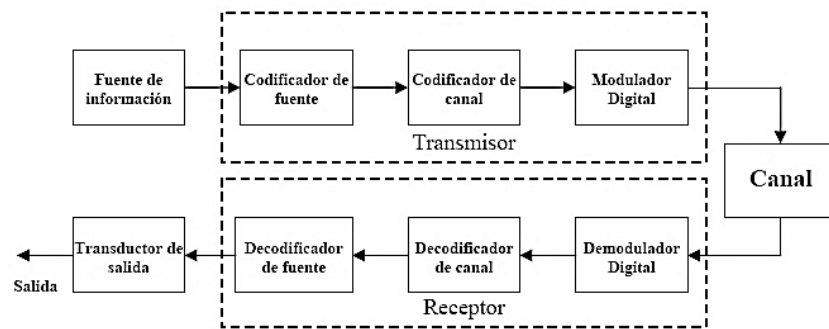 Fuente de
información
Codificador de
fuente
Codificador de
canal
Modulador
Digital
Transmisor
Canal
Transductor de
salida
Decodificador
de fuente
Decodificador
de canal
Demodulador
Digital
Salida
Receptor